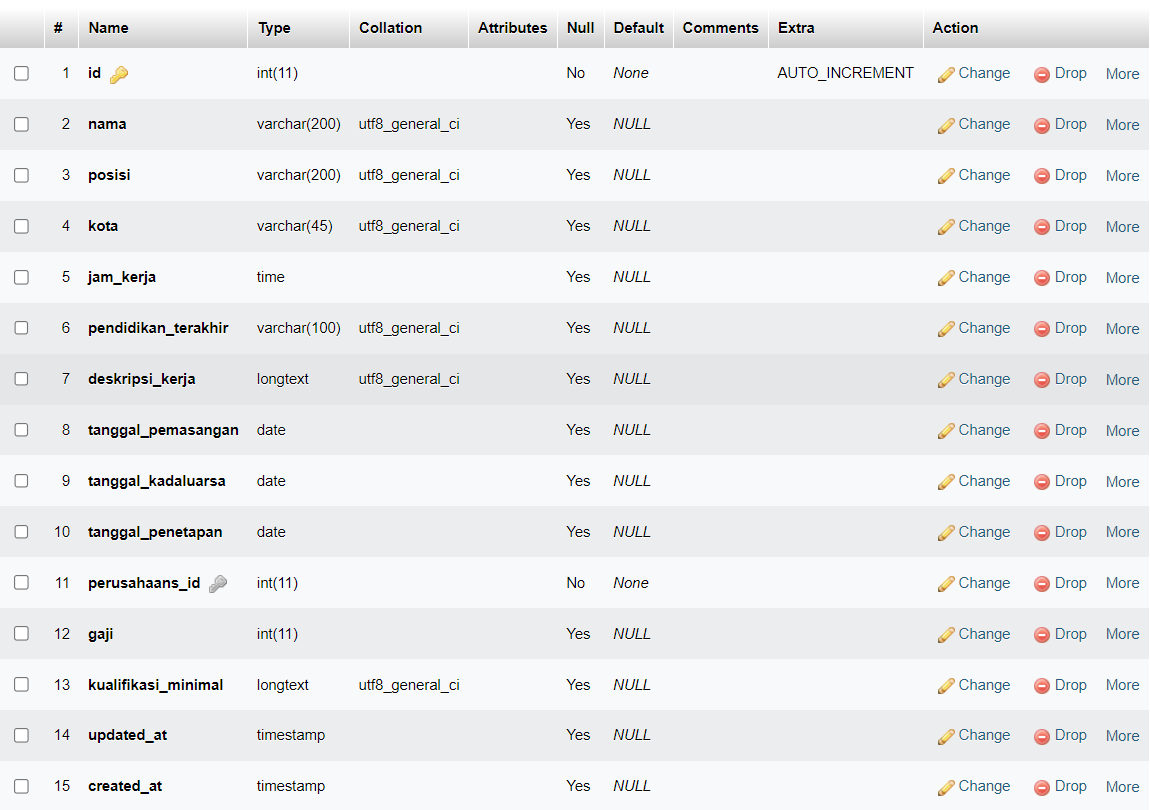 # Name Type Collation Attributes Null Default Comments Extra Action
1 id int(11) No None AUTO_INCREMENT Change Drop More
2 nama varchar(200) utf8_general_ci Yes NULL Change Drop More
3 posisi varchar(200) utf8_general_ci Yes NULL Change Drop More
4 kota varchar(45) utf8_general_ci Yes NULL Change Drop More
5 jam_kerja time Yes NULL Change Drop More
6 pendidikan_terakhir varchar(100) utf8_general_ci Yes NULL Change Drop More
7 deskripsi_kerja longtext utf8_general_ci Yes NULL Change Drop More
8 tanggal_pemasangan date Yes NULL Change Drop More
9 tanggal_kadaluarsa date Yes NULL Change Drop More
10 tanggal_penetapan date Yes NULL Change Drop More
11 perusahaans_id int(11) No None Change Drop More
12 gaji int(11) Yes NULL Change Drop More
13 kualifikasi_minimal longtext utf8_general_ci Yes NULL Change Drop More
14 updated_at timestamp Yes NULL Change Drop More
15 created_at timestamp Yes NULL Change Drop More